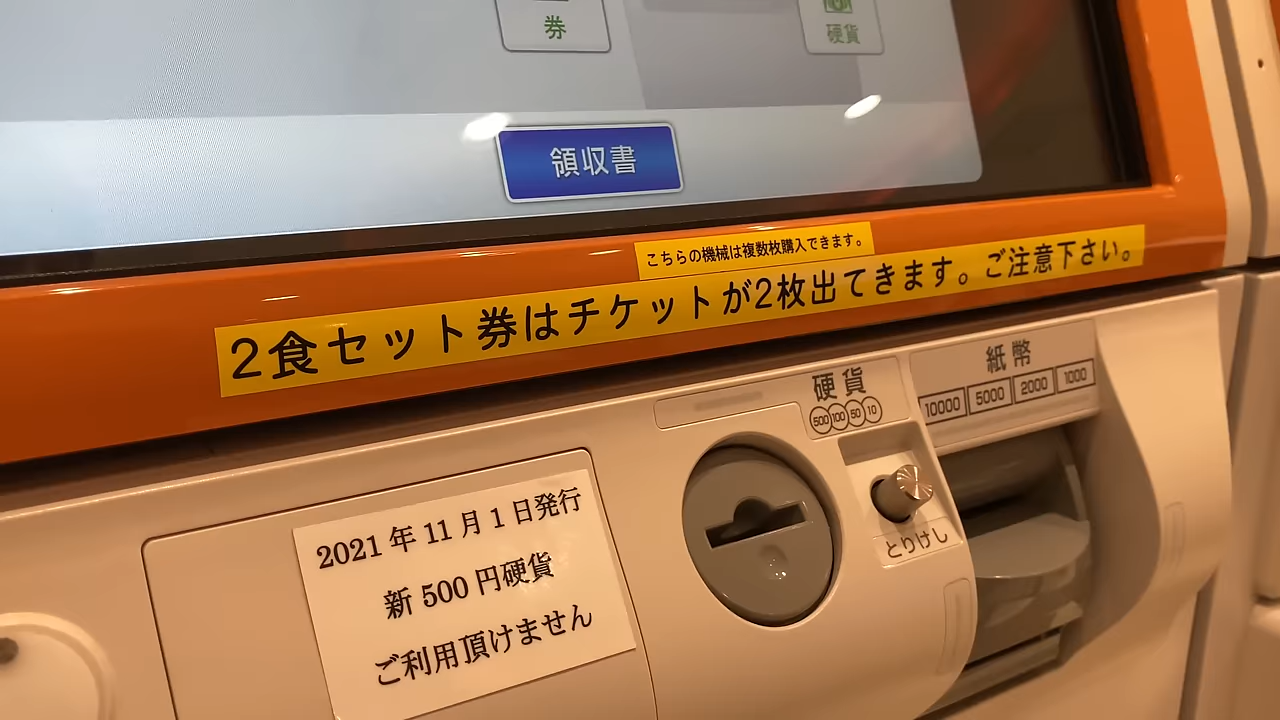 券
硬貨
領収書
こちらの機械は複数枚購入できます。
2食セット券はチケットが2枚出てきます。ご注意下さい。
硬貨
500 100 50 10
紙幣
10000 5000 2000 1000
とりけし
2021年11月1日発行
新500円硬貨
ご利用頂けません